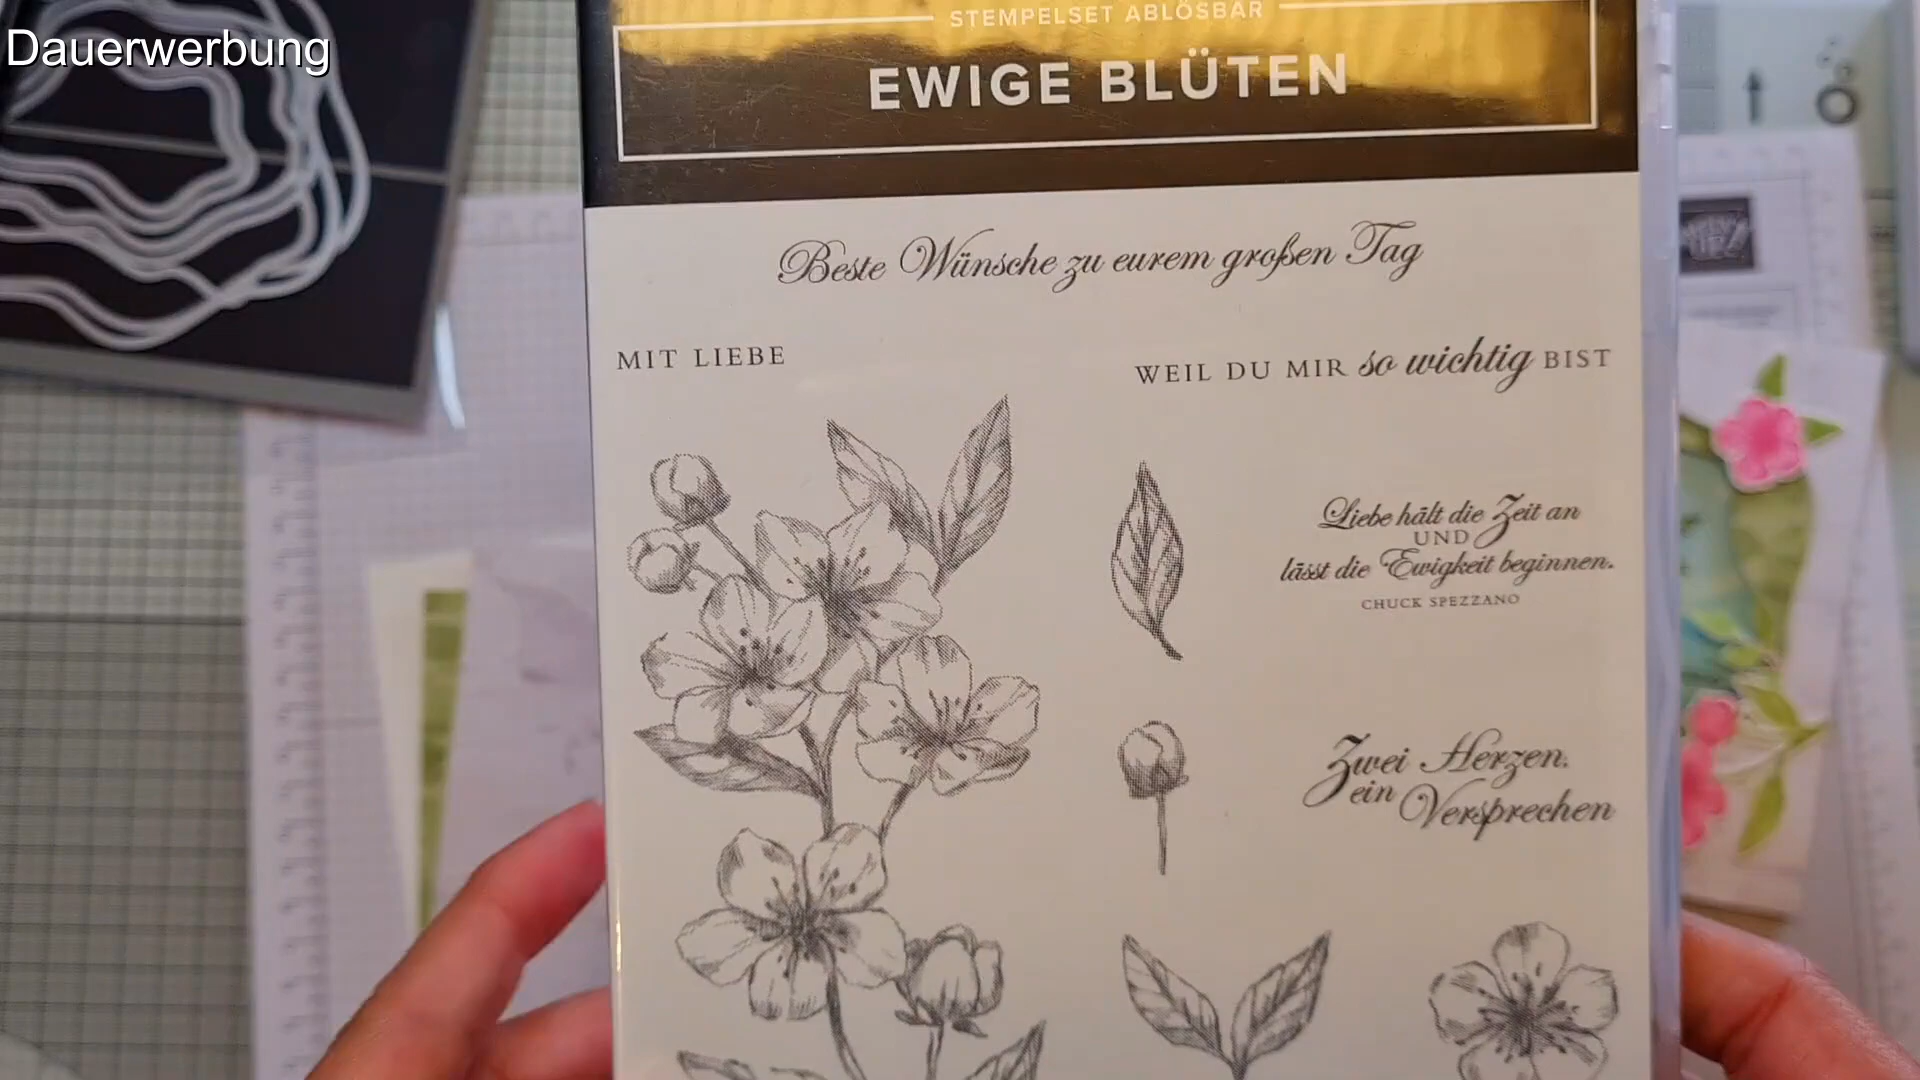 Dauerwerbung
STEMPELSET ABLÖSBAR
EWIGE BLÜTEN
Beste Wünsche zu eurem großen Tag
MIT LIEBE
WEIL DU MIR so wichtig BIST
Liebe hält die Zeit an
UND
lässt die Ewigkeit beginnen.
CHUCK SPEZZANO
Zwei Herzen,
ein Versprechen